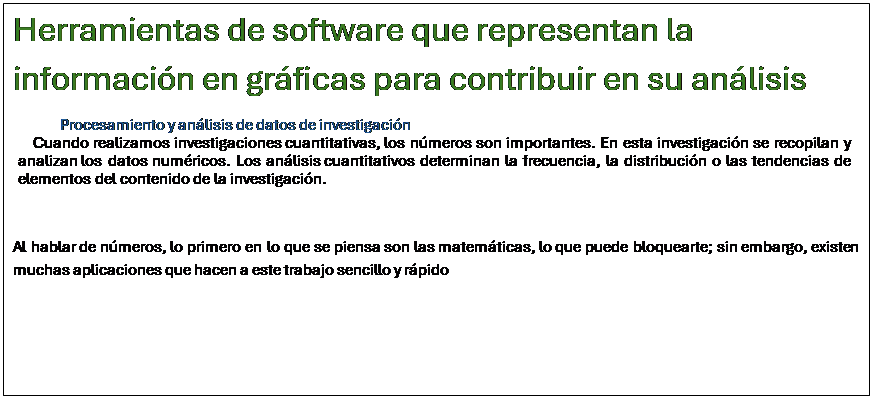 Herramientas de software que representan la
información en gráficas para contribuir en su análisis
Procesamiento y análisis de datos de investigación
Cuando realizamos investigaciones cuantitativas, los números son importantes. En esta investigación se recopilan y
analizan los datos numéricos. Los análisis cuantitativos determinan la frecuencia, la distribución o las tendencias de
elementos del contenido de la investigación.
Al hablar de números, lo primero en lo que se piensa son las matemáticas, lo que puede bloquearte; sin embargo, existen
muchas aplicaciones que hacen a este trabajo sencillo y rápido